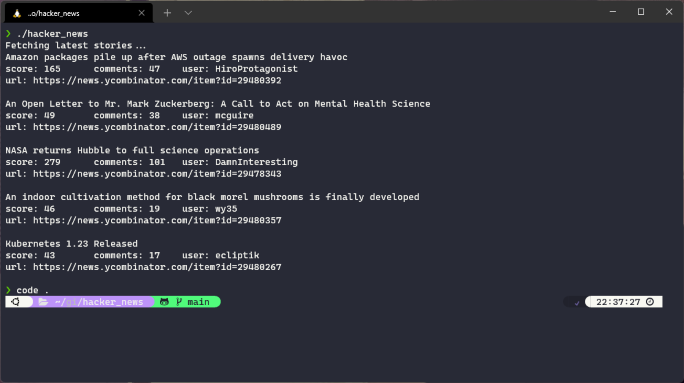 ..o/hacker_news
❯ ./hacker_news
Fetching latest stories...
Amazon packages pile up after AWS outage spawns delivery havoc
score: 165 comments: 47 user: HiroProtagonist
url: https://news.ycombinator.com/item?id=29480392
An Open Letter to Mr. Mark Zuckerberg: A Call to Act on Mental Health Science
score: 49 comments: 38 user: mcguire
url: https://news.ycombinator.com/item?id=29480489
NASA returns Hubble to full science operations
score: 279 comments: 101 user: DamnInteresting
url: https://news.ycombinator.com/item?id=29478343
An indoor cultivation method for black morel mushrooms is finally developed
score: 46 comments: 19 user: wy35
url: https://news.ycombinator.com/item?id=29480357
Kubernetes 1.23 Released
score: 43 comments: 17 user: ecliptik
url: https://news.ycombinator.com/item?id=29480267
❯ code .
~/go/hacker_news main 22:37:27